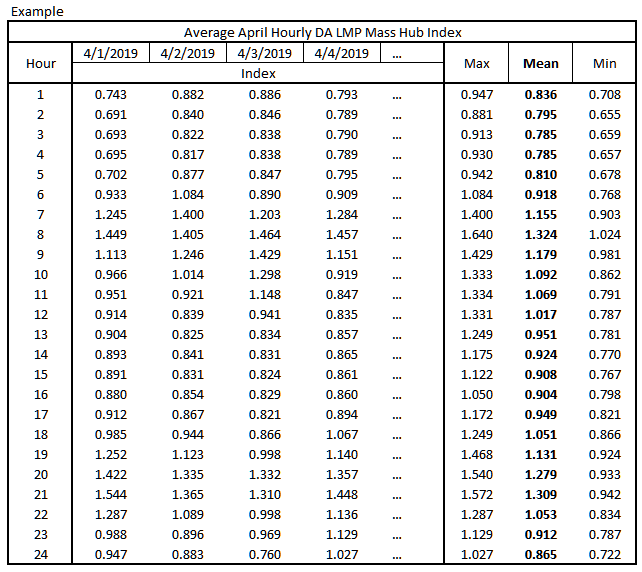 Example
Average April Hourly DA LMP Mass Hub Index
Hour 4/1/2019 4/2/2019 4/3/2019 4/4/2019 ... Max Mean Min
Index
1 0.743 0.882 0.886 0.793 ... 0.947 0.836 0.708
2 0.691 0.840 0.846 0.789 ... 0.881 0.795 0.655
3 0.693 0.822 0.838 0.790 ... 0.913 0.785 0.659
4 0.695 0.817 0.838 0.789 ... 0.930 0.785 0.657
5 0.702 0.877 0.847 0.795 ... 0.942 0.810 0.678
6 0.933 1.084 0.890 0.909 ... 1.084 0.918 0.768
7 1.245 1.400 1.203 1.284 ... 1.400 1.155 0.903
8 1.449 1.405 1.464 1.457 ... 1.640 1.324 1.024
9 1.113 1.246 1.429 1.151 ... 1.429 1.179 0.981
10 0.966 1.014 1.298 0.919 ... 1.333 1.092 0.862
11 0.951 0.921 1.148 0.847 ... 1.334 1.069 0.791
12 0.914 0.839 0.941 0.835 ... 1.331 1.017 0.787
13 0.904 0.825 0.834 0.857 ... 1.249 0.951 0.781
14 0.893 0.841 0.831 0.865 ... 1.175 0.924 0.770
15 0.891 0.831 0.824 0.861 ... 1.122 0.908 0.767
16 0.880 0.854 0.829 0.860 ... 1.050 0.904 0.798
17 0.912 0.867 0.821 0.894 ... 1.172 0.949 0.821
18 0.985 0.944 0.866 1.067 ... 1.249 1.051 0.866
19 1.252 1.123 0.998 1.140 ... 1.468 1.131 0.924
20 1.422 1.335 1.332 1.357 ... 1.540 1.279 0.933
21 1.544 1.365 1.310 1.448 ... 1.572 1.309 0.942
22 1.287 1.089 0.998 1.136 ... 1.287 1.053 0.834
23 0.988 0.896 0.969 1.129 ... 1.129 0.912 0.787
24 0.947 0.883 0.760 1.027 ... 1.027 0.865 0.722